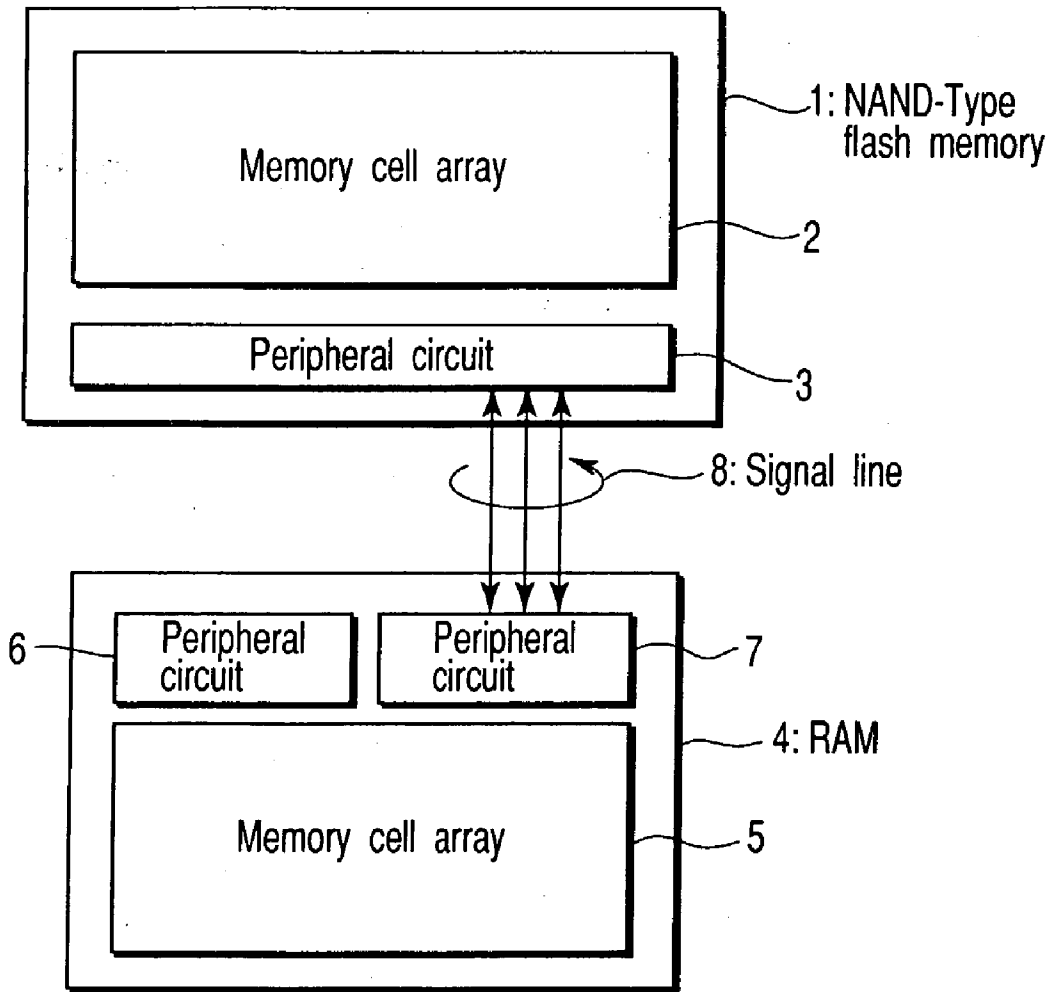 1: NAND-Type
flash memory
Memory cell array
2
Peripheral circuit
3
8: Signal line
6
Peripheral
circuit
Peripheral
circuit
7
4: RAM
Memory cell array
5